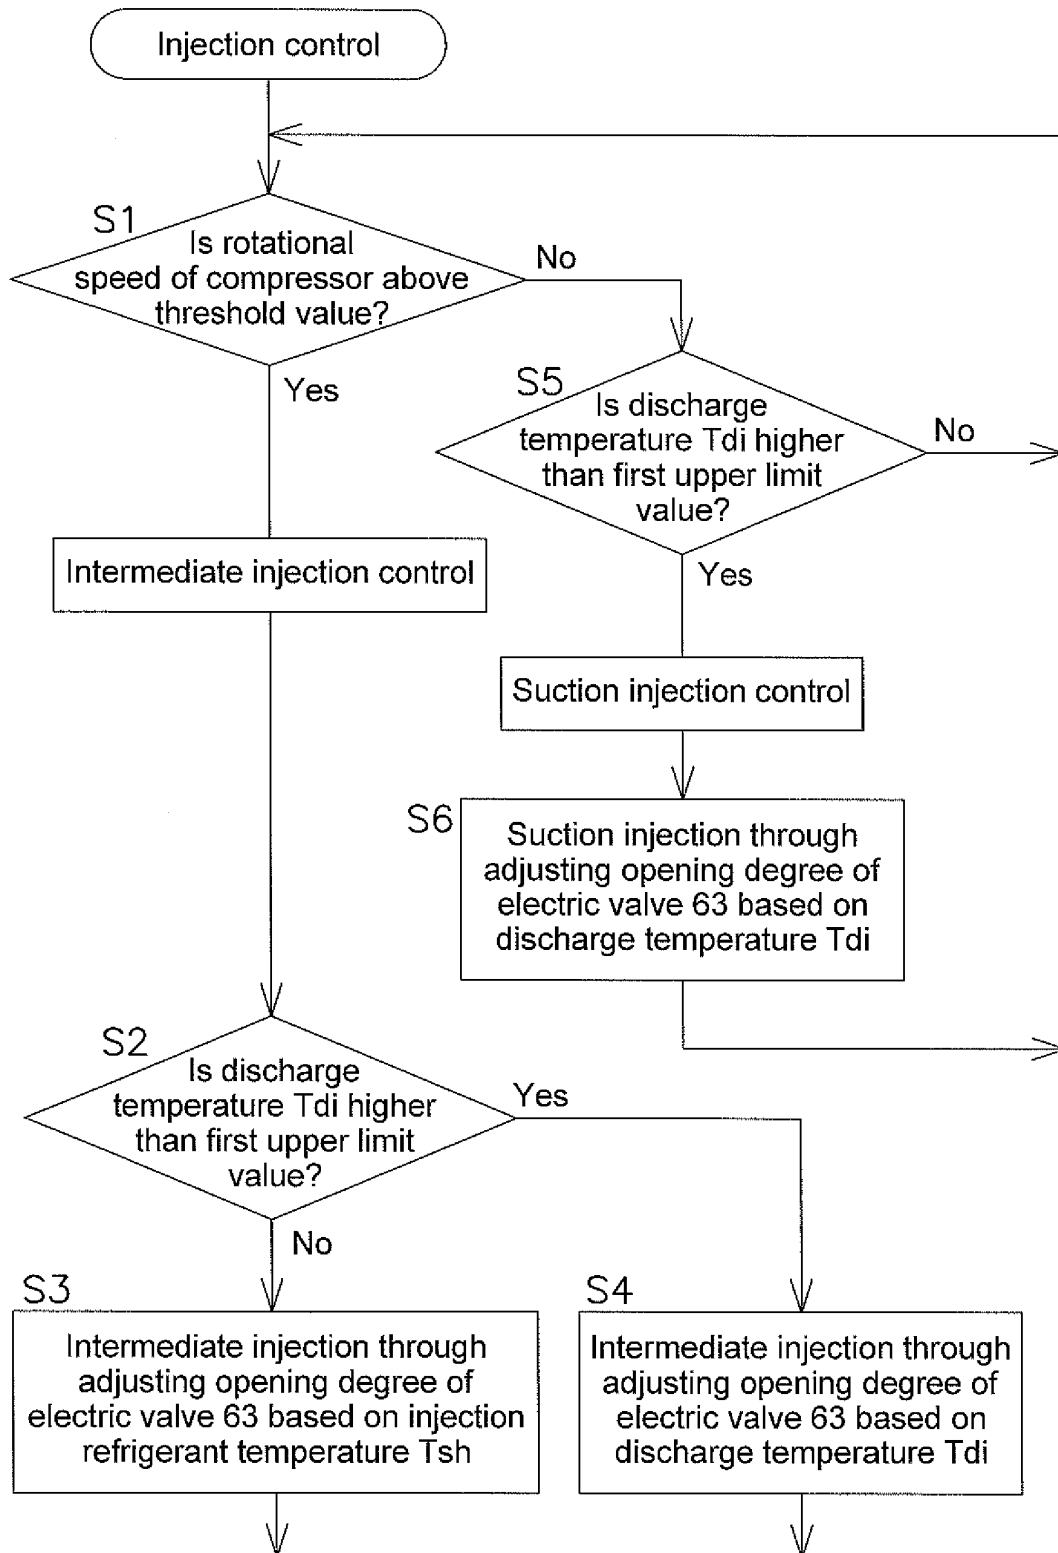 Injection control
S1
Is rotational
speed of compressor above
threshold value?
No
Yes
S5
Is discharge
temperature Tdi higher
than first upper limit
value?
No
Yes
Intermediate injection control
Suction injection control
S6
Suction injection through
adjusting opening degree of
electric valve 63 based on
discharge temperature Tdi
S2
Is discharge
temperature Tdi higher
than first upper limit
value?
Yes
No
S3
Intermediate injection through
adjusting opening degree of
electric valve 63 based on injection
refrigerant temperature Tsh
S4
Intermediate injection through
adjusting opening degree of
electric valve 63 based on
discharge temperature Tdi